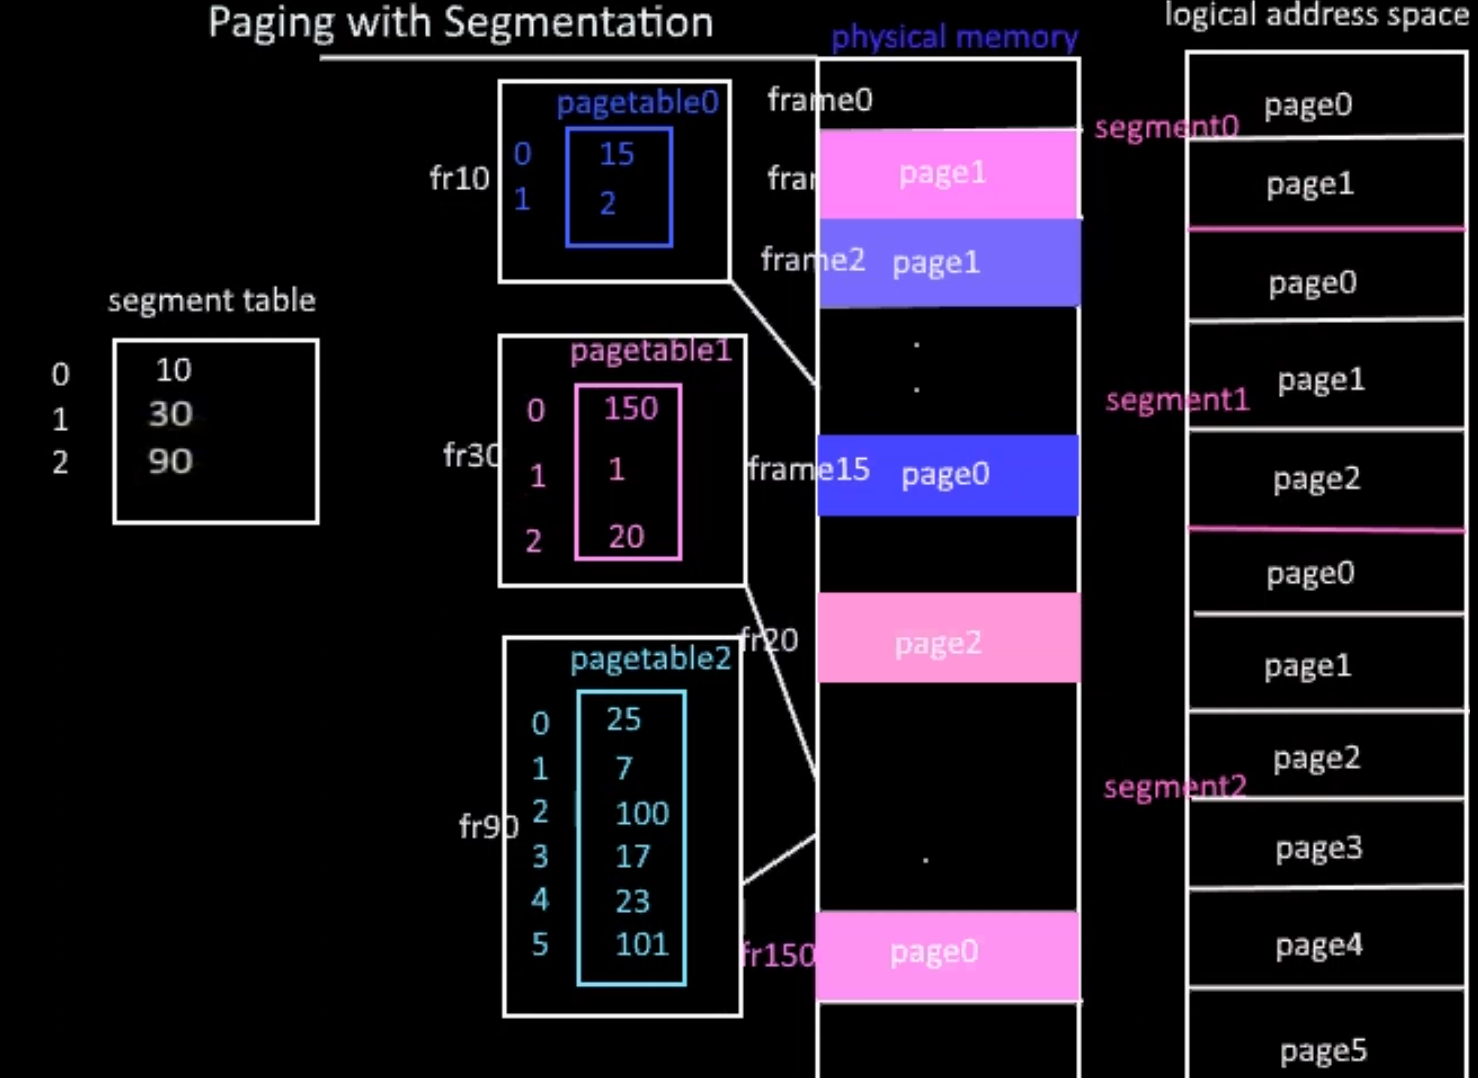 Paging with Segmentation
segment table
0 10
1 30
2 90
fr10
pagetable0
0 15
1 2
fr30
pagetable1
0 150
1 1
2 20
fr90
pagetable2
0 25
1 7
2 100
3 17
4 23
5 101
physical memory
frame0
fra page1
frame2 page1
frame15 page0
fr20 page2
fr150 page0
logical address space
segment0
page0
page1
segment1
page0
page1
page2
segment2
page0
page1
page2
page3
page4
page5